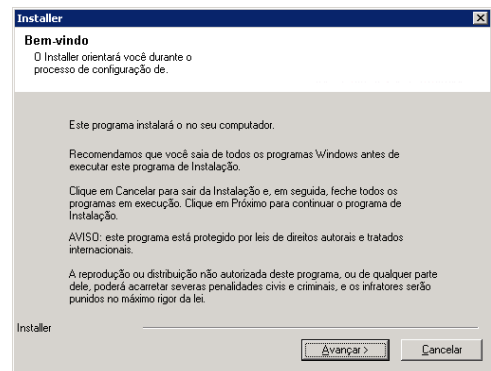 Installer
Bem-vindo
O Installer orientará você durante o
processo de configuração de.
Este programa instalará o no seu computador.
Recomendamos que você saia de todos os programas Windows antes de
executar este programa de Instalação.
Clique em Cancelar para sair da Instalação e, em seguida, feche todos os
programas em execução. Clique em Próximo para continuar o programa de
Instalação.
AVISO: este programa está protegido por leis de direitos autorais e tratados
internacionais.
A reprodução ou distribuição não autorizada deste programa, ou de qualquer parte
dele, poderá acarretar severas penalidades civis e criminais, e os infratores serão
punidos no máximo rigor da lei.
Installer
Avançar >
Cancelar